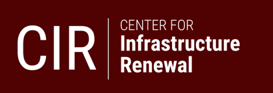 CIR
CENTER FOR
Infrastructure
Renewal